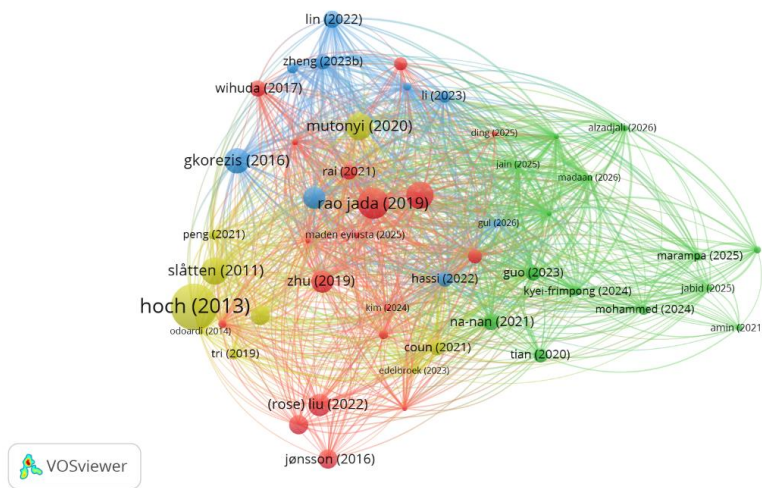 lin (2022)
zheng (2023b)
wihuda (2017)
li (2023)
mutonyi (2020)
ding (2025)
alzadjali (2026)
gkorezis (2016)
rai (2021)
jain (2025)
madaan (2026)
rao jada (2019)
gul (2026)
peng (2021)
maden eyiusta (2025)
slåtten (2011)
zhu (2019)
hassi (2022)
guo (2023)
marampa (2025)
kyei-frimpong (2024)
jabid (2025)
hoch (2013)
kim (2024)
mohammed (2024)
odoardi (2014)
na-nan (2021)
amin (2021
tri (2019)
coun (2021)
tian (2020)
edelbroek (2023)
(rose) liu (2022)
jønsson (2016)
VOSviewer